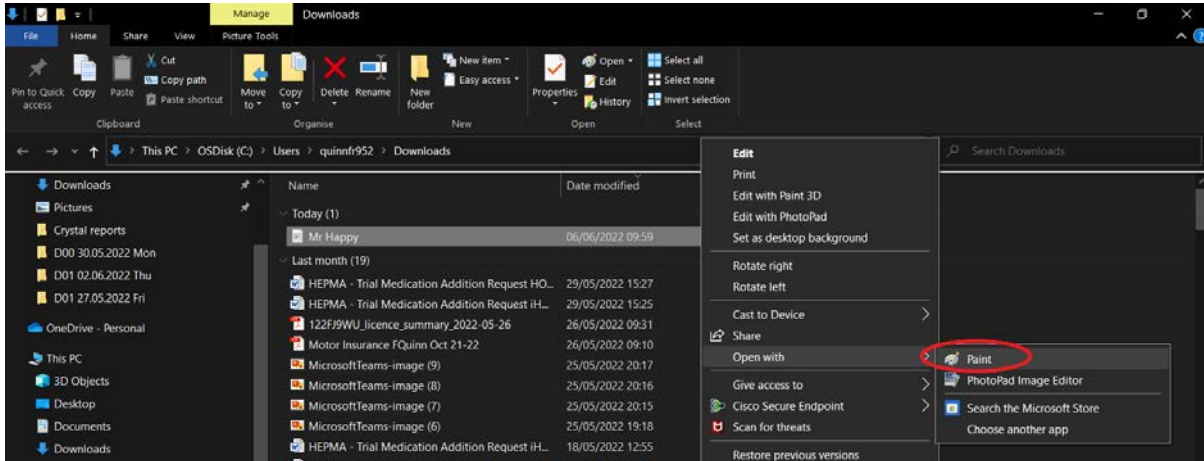 Manage
Downloads
File
Home
Share
View
Picture Tools
Pin to Quick access
Copy
Paste
Cut
Copy path
Paste shortcut
Clipboard
Move to
Copy to
Delete
Rename
Organise
New folder
New item
Easy access
New
Properties
Open
Edit
History
Open
Select all
Select none
Invert selection
Select
This PC > OSDisk (C:) > Users > quinnfr952 > Downloads
Search Downloads
Downloads
Pictures
Crystal reports
D00 30.05.2022 Mon
D01 02.06.2022 Thu
D01 27.05.2022 Fri
OneDrive - Personal
This PC
3D Objects
Desktop
Documents
Downloads
Name
Date modified
Today (1)
Mr Happy
06/06/2022 09:59
Last month (19)
HEPMA - Trial Medication Addition Request HO...
29/05/2022 15:27
HEPMA - Trial Medication Addition Request iH...
29/05/2022 15:25
122FJ9WU_licence_summary_2022-05-26
26/05/2022 09:31
Motor Insurance FQuinn Oct 21-22
26/05/2022 09:10
MicrosoftTeams-image (9)
25/05/2022 20:17
MicrosoftTeams-image (8)
25/05/2022 20:16
MicrosoftTeams-image (7)
25/05/2022 20:15
MicrosoftTeams-image (6)
25/05/2022 19:18
HEPMA - Trial Medication Addition Request iH...
18/05/2022 12:55
Edit
Print
Edit with Paint 3D
Edit with PhotoPad
Set as desktop background
Rotate right
Rotate left
Cast to Device
Share
Open with
Give access to
Cisco Secure Endpoint
Scan for threats
Restore previous versions
Paint
PhotoPad Image Editor
Search the Microsoft Store
Choose another app